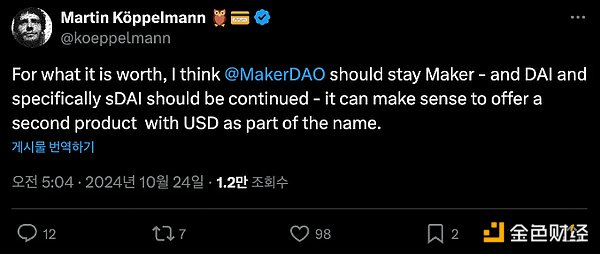 Martin Köppelmann
@koeppelmann
For what it is worth, I think @MakerDAO should stay Maker - and DAI and
specifically sDAI should be continued - it can make sense to offer a
second product with USD as part of the name.
게시물 번역하기
오전 5:04 · 2024년 10월 24일 · 1.2만 조회수
12 7 98 2 金色财经